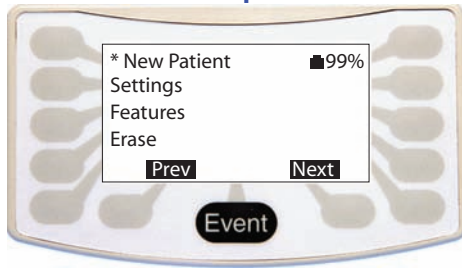 * New Patient 99%
Settings
Features
Erase
Prev Next
Event